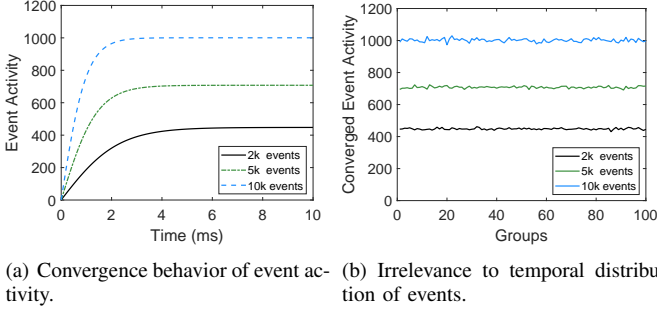 1200
1000
800
600
400
200
0
Event Activity
0 2 4 6 8 10
Time (ms)
2k events
5k events
10k events
1200
1000
800
600
400
200
0
Converged Event Activity
0 20 40 60 80 100
Groups
2k events
5k events
10k events
(a) Convergence behavior of event ac-
tivity.
(b) Irrelevance to temporal distribu
tion of events.